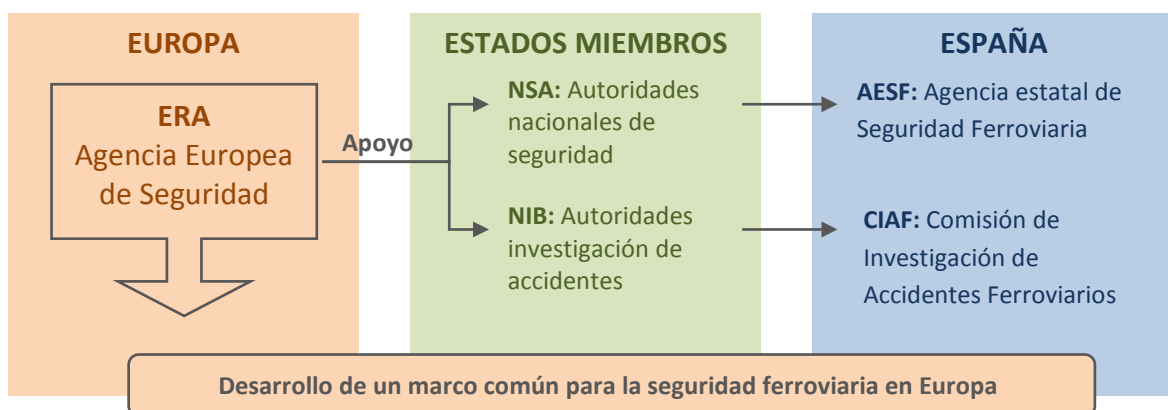 EUROPA
ERA
Agencia Europea
de Seguridad
Apoyo
ESTADOS MIEMBROS
NSA: Autoridades
nacionales de
seguridad
NIB: Autoridades
investigación de
accidentes
ESPAÑA
AESF: Agencia estatal de
Seguridad Ferroviaria
CIAF: Comisión de
Investigación de
Accidentes Ferroviarios
Desarrollo de un marco común para la seguridad ferroviaria en Europa